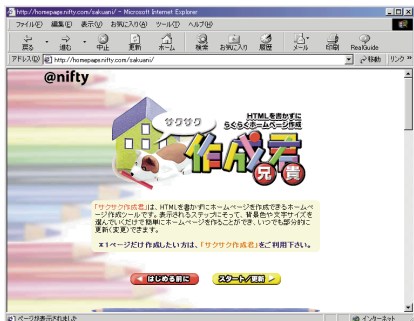 http://homepage.nifty.com/sakuani/ - Microsoft Internet Explorer
ファイル(F) 編集(E) 表示(V) お気に入り(A) ツール(T) ヘルプ(H)
戻る 進む 中止 更新 ホーム 検索 お気に入り 履歴 メール 印刷 RealGuide
アドレス(D) http://homepage.nifty.com/sakuani/ 移動 リンク »
@nifty
HTMLを書かずに
らくらくホームページ作成
サクサク
作成君
兄貴
「サクサク作成君」は、HTMLを書かずにホームページを作成できるホームペ
ージ作成ツールです。表示されるステップにそって、背景色や文字サイズを
選んでいくだけで簡単にホームページを作ることができ、いつでも部分的に
更新(変更)できます。
※1ページだけ作成したい方は、「サクサク作成君」をご利用下さい。
はじめる前に スタート/更新
ページが表示されました インターネット